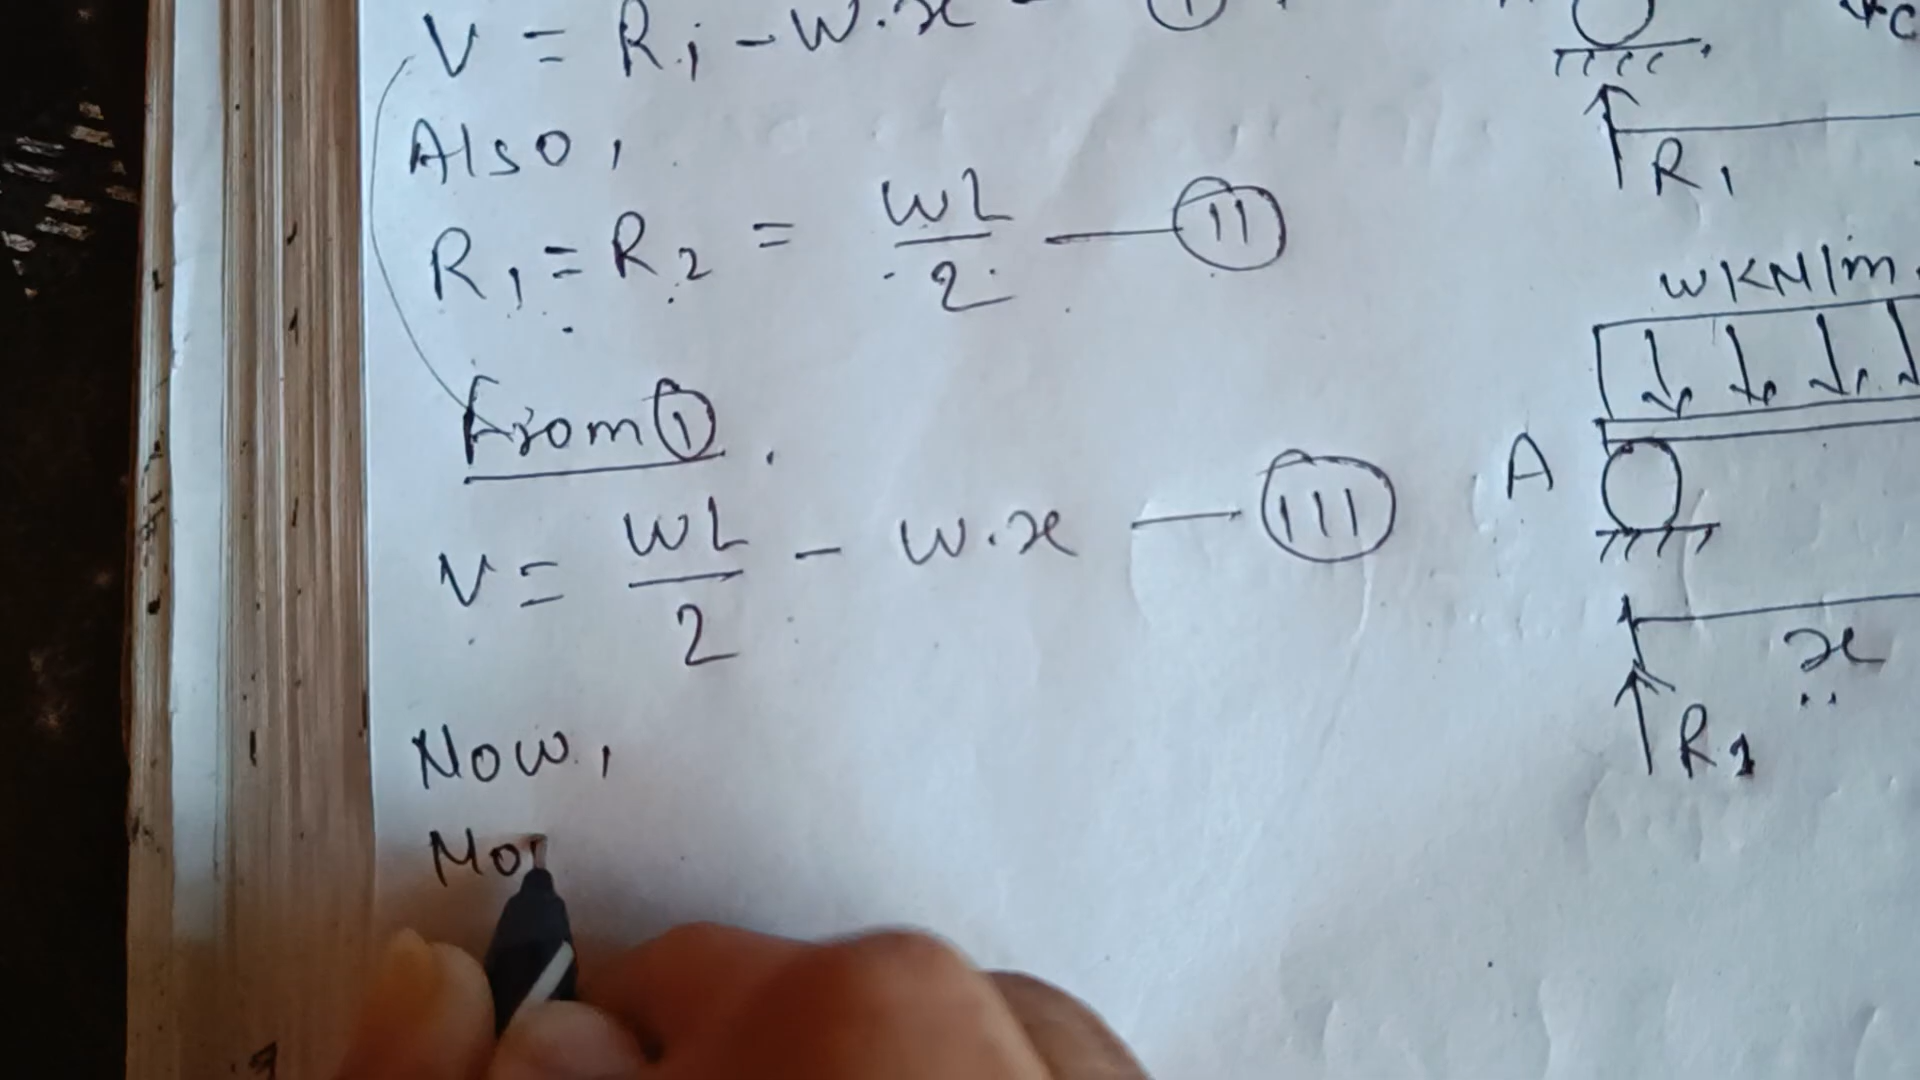 V = R₁ - W.x - (I)
Also,
R₁ = R₂ = WL/2 — (II)
From (I)
V = WL/2 - W.x — (III)
Now,
Mo
R₁
W KN/m
A
x
R₁